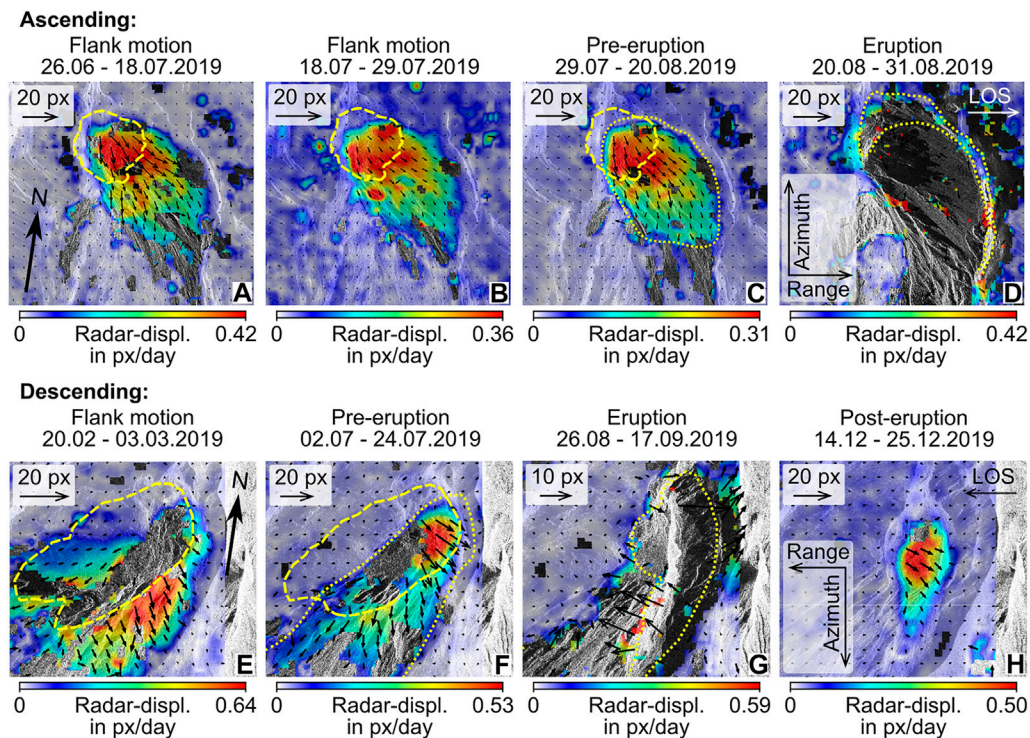 Ascending:
Flank motion
26.06 - 18.07.2019
Flank motion
18.07 - 29.07.2019
Pre-eruption
29.07 - 20.08.2019
Eruption
20.08 - 31.08.2019
20 px
N
A
20 px
B
20 px
C
20 px
LOS
Azimuth
Range
D
0 Radar-displ. 0.42
in px/day
0 Radar-displ. 0.36
in px/day
0 Radar-displ. 0.31
in px/day
0 Radar-displ. 0.42
in px/day
Descending:
Flank motion
20.02 - 03.03.2019
Pre-eruption
02.07 - 24.07.2019
Eruption
26.08 - 17.09.2019
Post-eruption
14.12 - 25.12.2019
20 px
N
E
20 px
F
10 px
G
20 px
LOS
Range
Azimuth
H
0 Radar-displ. 0.64
in px/day
0 Radar-displ. 0.53
in px/day
0 Radar-displ. 0.59
in px/day
0 Radar-displ. 0.50
in px/day